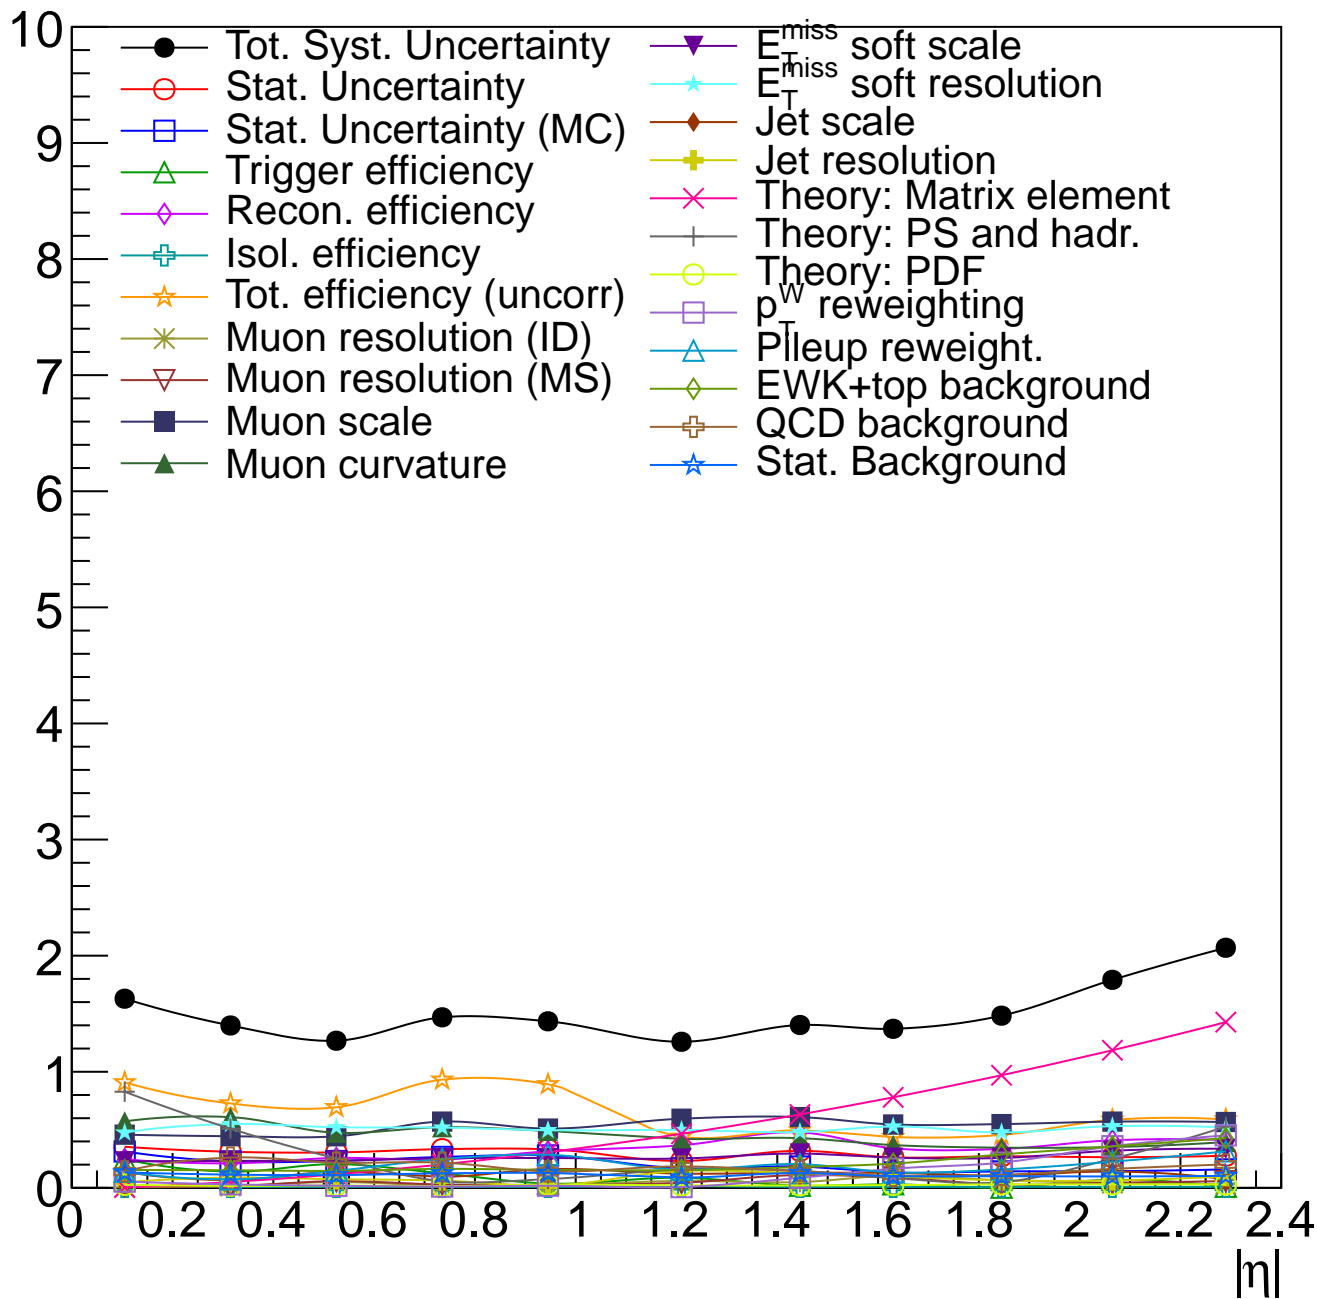 10
9
8
7
6
5
4
3
2
1
0
Tot. Syst. Uncertainty
Stat. Uncertainty
Stat. Uncertainty (MC)
Trigger efficiency
Recon. efficiency
Isol. efficiency
Tot. efficiency (uncorr)
Muon resolution (ID)
Muon resolution (MS)
Muon scale
Muon curvature
E_T^miss soft scale
E_T^miss soft resolution
Jet scale
Jet resolution
Theory: Matrix element
Theory: PS and hadr.
Theory: PDF
p_T^W reweighting
Pileup reweight.
EWK+top background
QCD background
Stat. Background
0 0.2 0.4 0.6 0.8 1 1.2 1.4 1.6 1.8 2 2.2 2.4
|η|